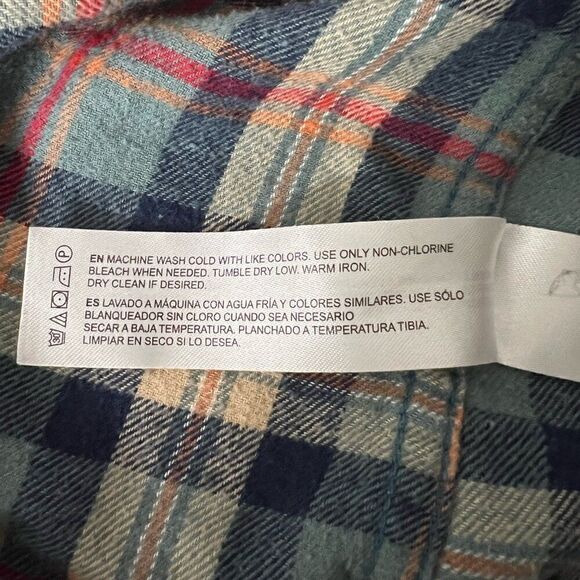 EN MACHINE WASH COLD WITH LIKE COLORS. USE ONLY NON-CHLORINE
BLEACH WHEN NEEDED. TUMBLE DRY LOW. WARM IRON.
DRY CLEAN IF DESIRED.
ES LAVADO A MÁQUINA CON AGUA FRÍA Y COLORES SIMILARES. USE SÓLO
BLANQUEADOR SIN CLORO CUANDO SEA NECESARIO
SECAR A BAJA TEMPERATURA. PLANCHADO A TEMPERATURA TIBIA.
LIMPIAR EN SECO SI LO DESEA.
P